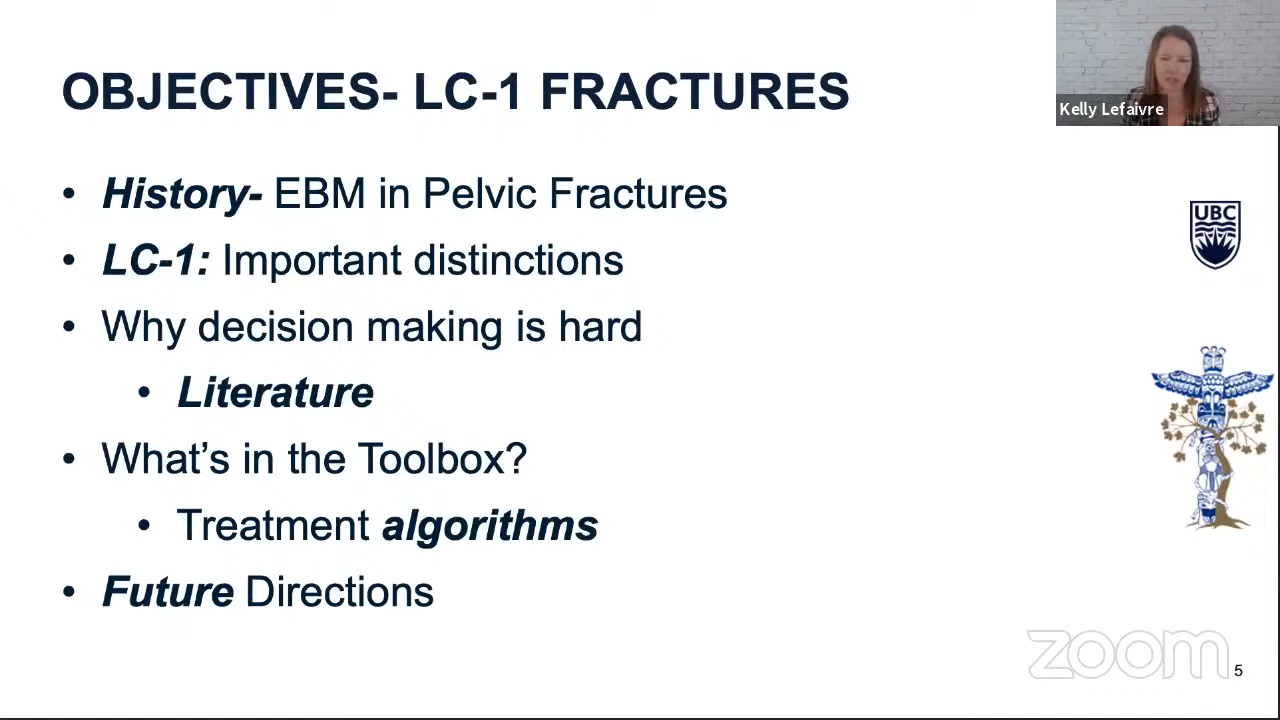 OBJECTIVES- LC-1 FRACTURES
Kelly Lefaivre
• History- EBM in Pelvic Fractures
• LC-1: Important distinctions
• Why decision making is hard
• Literature
• What’s in the Toolbox?
• Treatment algorithms
• Future Directions
UBC
zoom
5